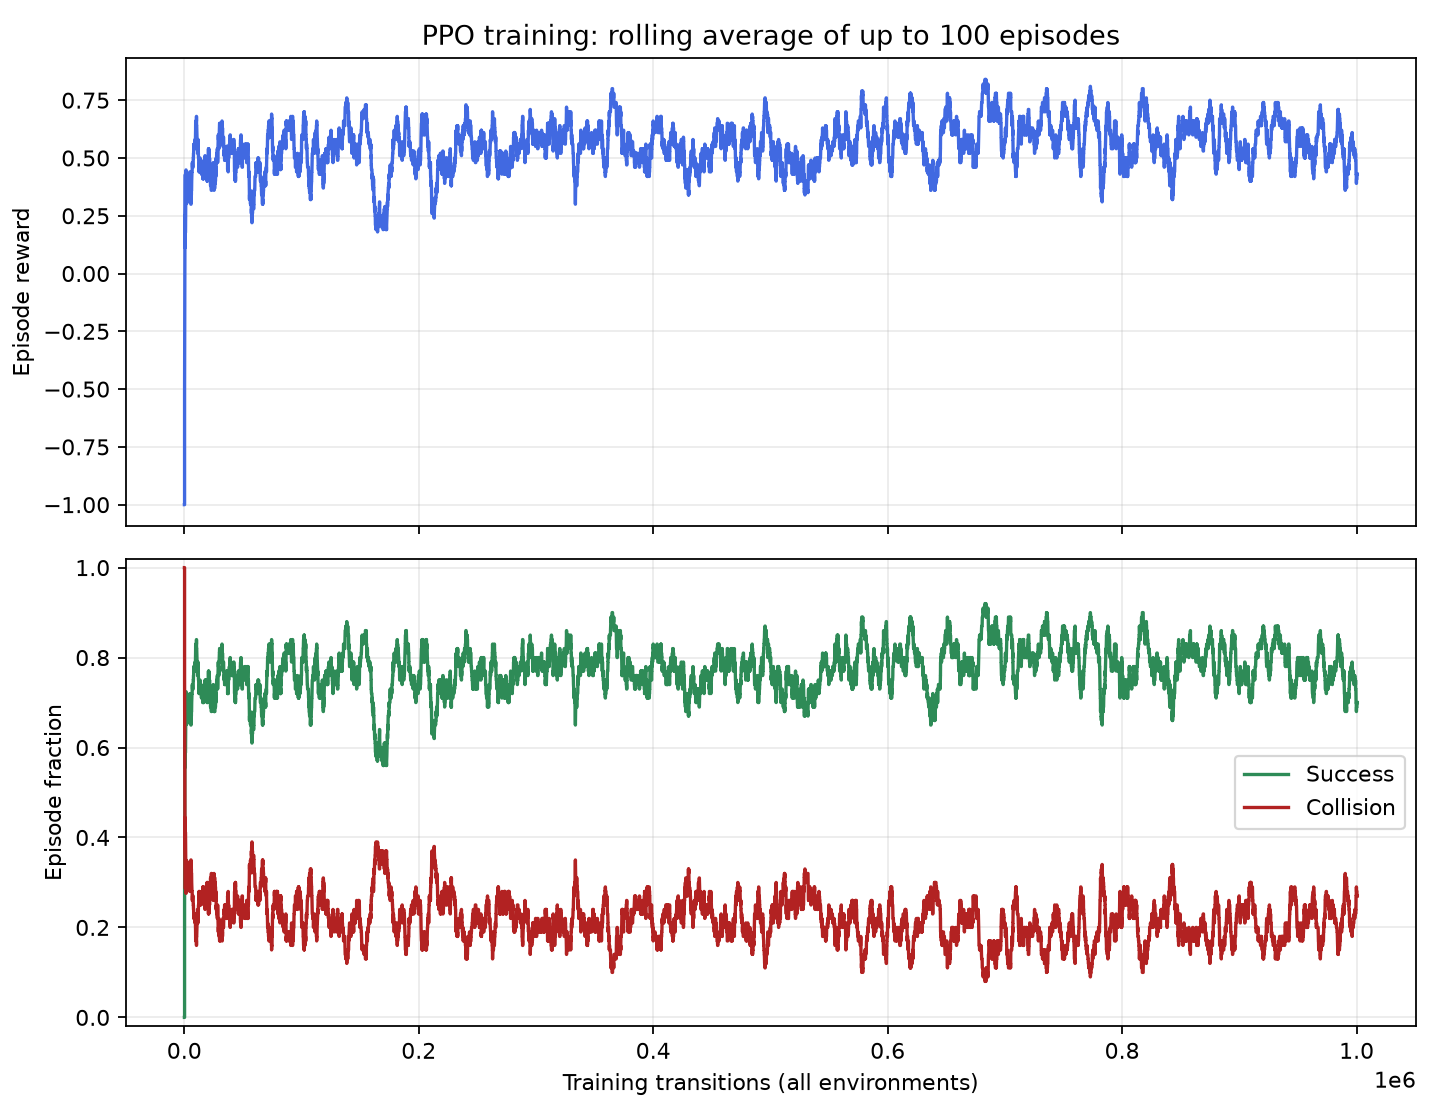 PPO training: rolling average of up to 100 episodes
0.75
0.50
0.25
0.00
−0.25
−0.50
−0.75
−1.00
Episode reward
1.0
0.8
0.6
0.4
0.2
0.0
Episode fraction
Success
Collision
0.0 0.2 0.4 0.6 0.8 1.0
1e6
Training transitions (all environments)